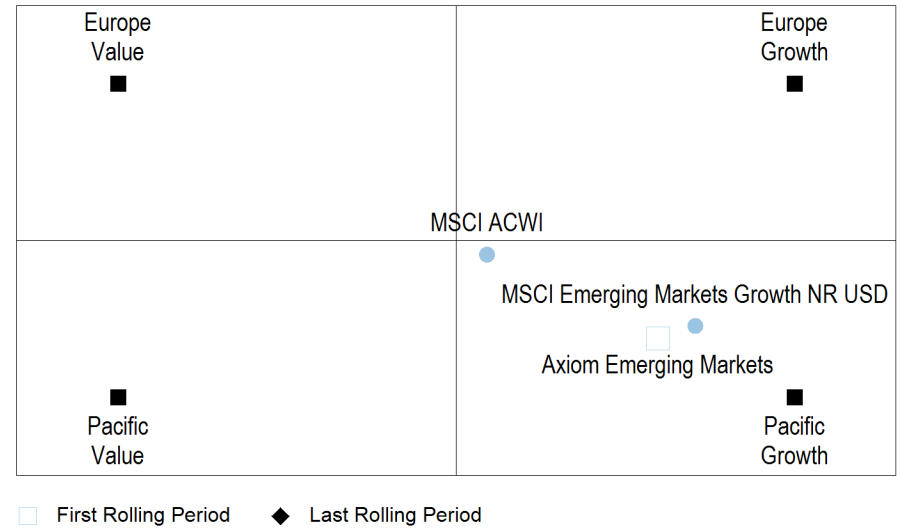 Europe
Value
Europe
Growth
MSCI ACWI
MSCI Emerging Markets Growth NR USD
Axiom Emerging Markets
Pacific
Value
Pacific
Growth
First Rolling Period
Last Rolling Period